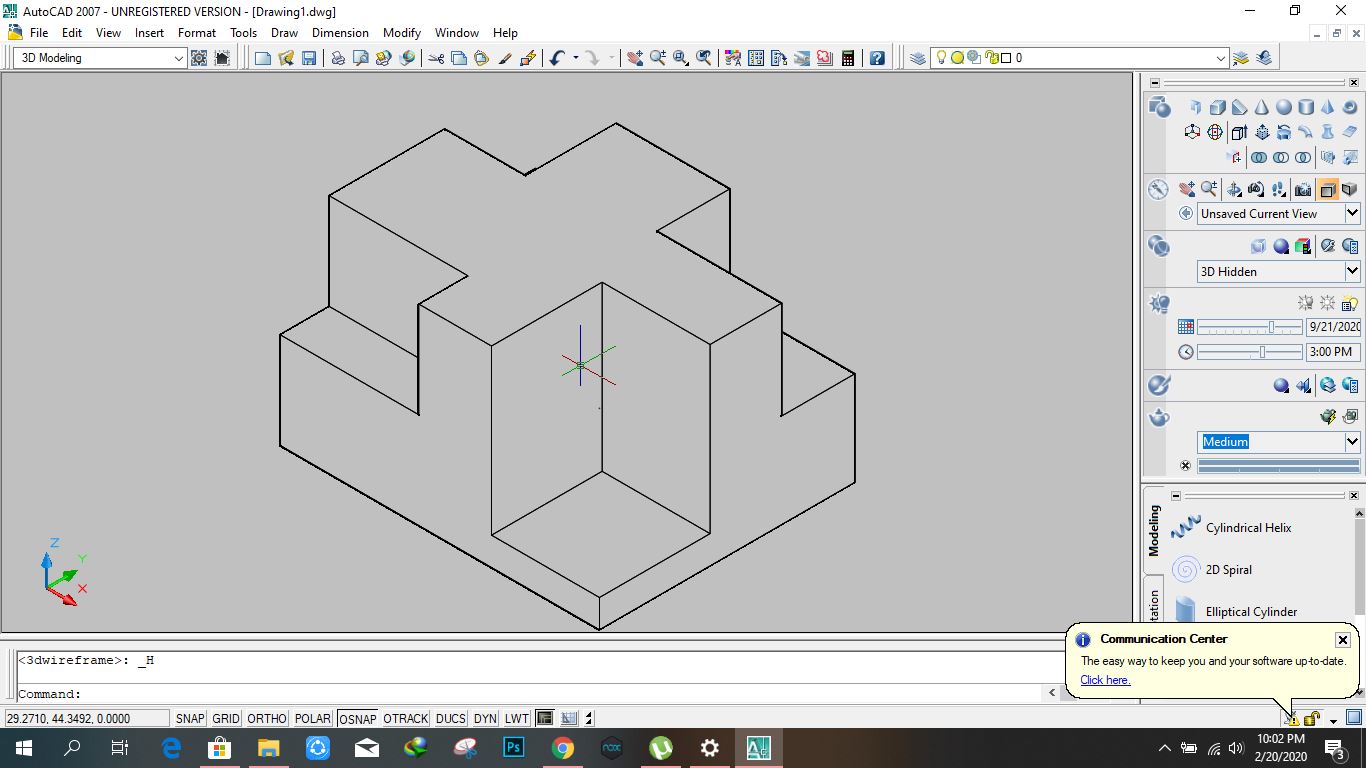 AutoCAD 2007 - UNREGISTERED VERSION - [Drawing1.dwg]
File Edit View Insert Format Tools Draw Dimension Modify Window Help
3D Modeling
0
Unsaved Current View
3D Hidden
9/21/2020
3:00 PM
Medium
Modeling
Cylindrical Helix
2D Spiral
Elliptical Cylinder
Z
Y
X
Communication Center
The easy way to keep you and your software up-to-date.
Click here.
<3dwireframe>: _H
Command:
29.2710, 44.3492, 0.0000 SNAP GRID ORTHO POLAR OSNAP OTRACK DUCS DYN LWT
Ps
nox
10:02 PM
2/20/2020
3